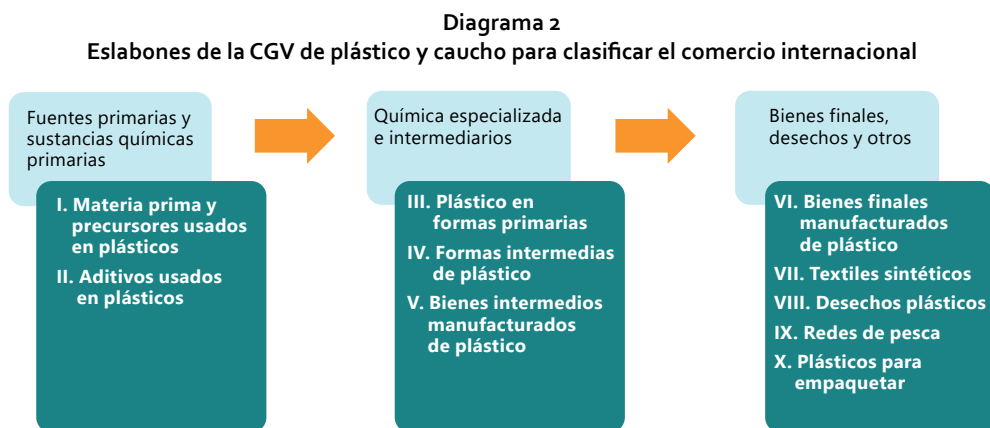 Diagrama 2
Eslabones de la CGV de plástico y caucho para clasificar el comercio internacional
Fuentes primarias y
sustancias químicas
primarias
I. Materia prima y
precursores usados
en plásticos
II. Aditivos usados
en plásticos
Química especializada
e intermediarios
III. Plástico en
formas primarias
IV. Formas intermedias
de plástico
V. Bienes intermedios
manufacturados
de plástico
Bienes finales,
desechos y otros
VI. Bienes finales
manufacturados
de plástico
VII. Textiles sintéticos
VIII. Desechos plásticos
IX. Redes de pesca
X. Plásticos para
empaquetar